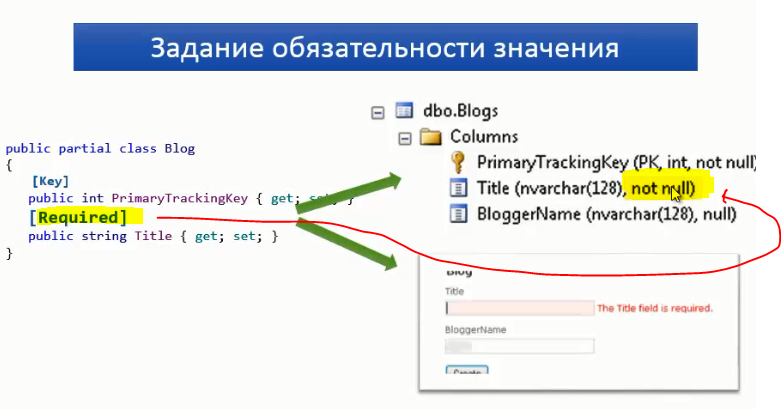 Задание обязательности значения
public partial class Blog
{
[Key]
public int PrimaryTrackingKey { get; set; }
[Required]
public string Title { get; set; }
}
dbo.Blogs
Columns
PrimaryTrackingKey (PK, int, not null)
Title (nvarchar(128), not null)
BloggerName (nvarchar(128), null)
Blog
Title
The Title field is required.
BloggerName
Create